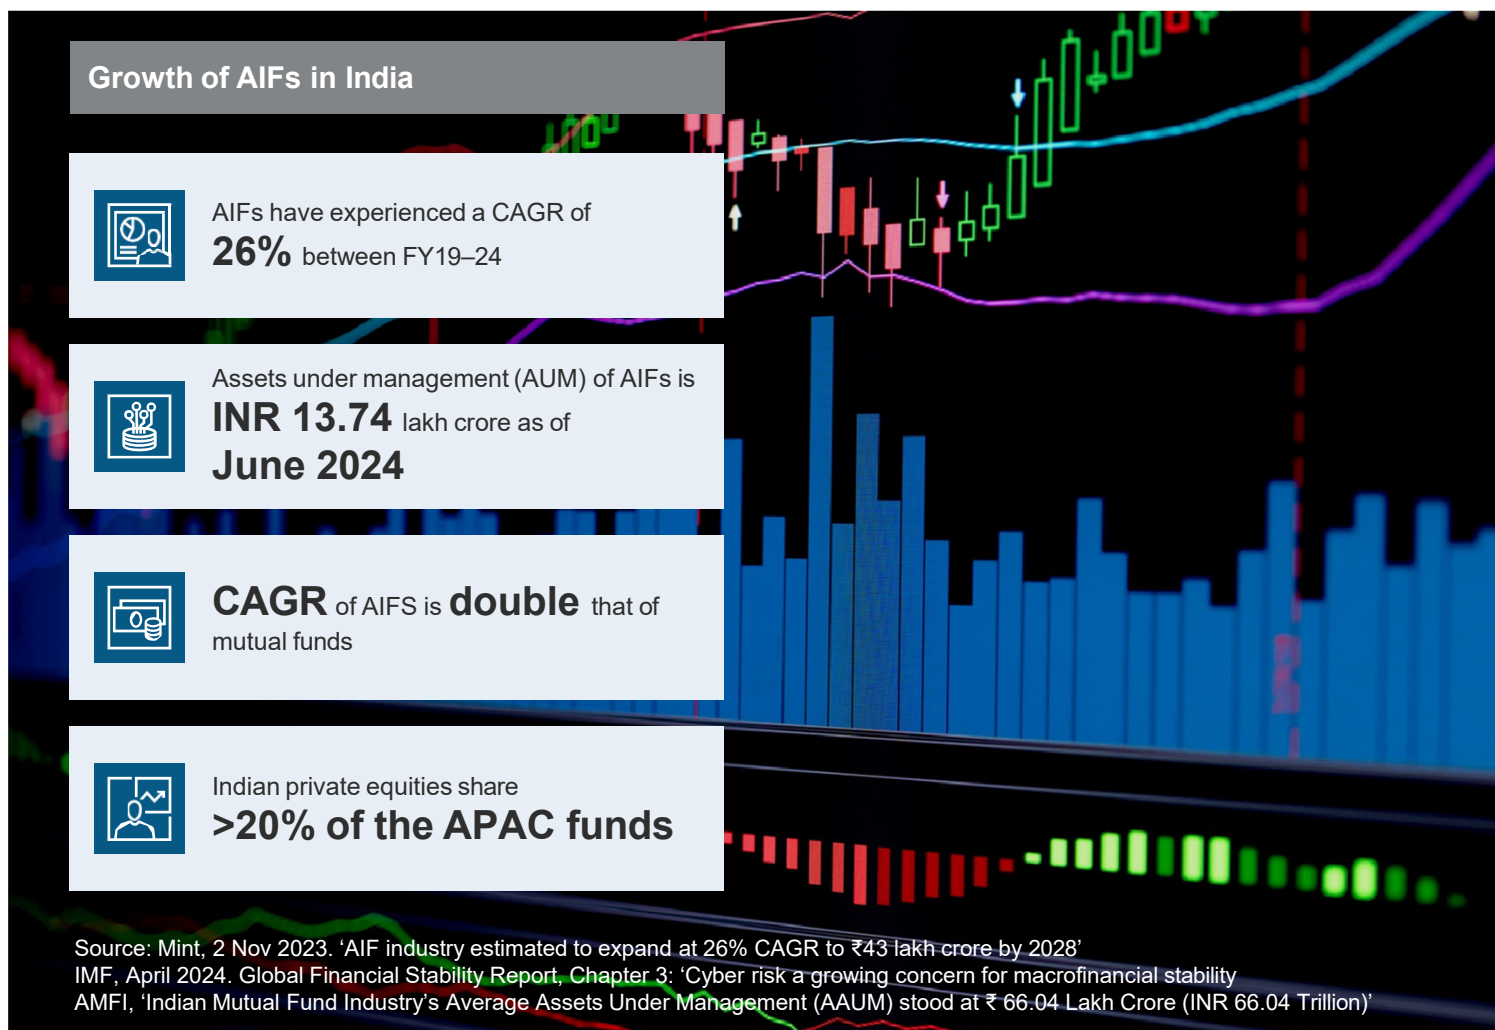 Growth of AIFs in India
AIFs have experienced a CAGR of
26% between FY19–24
Assets under management (AUM) of AIFs is
INR 13.74 lakh crore as of
June 2024
CAGR of AIFS is double that of
mutual funds
Indian private equities share
>20% of the APAC funds
Source: Mint, 2 Nov 2023. ‘AIF industry estimated to expand at 26% CAGR to ₹43 lakh crore by 2028’
IMF, April 2024. Global Financial Stability Report, Chapter 3: ‘Cyber risk a growing concern for macrofinancial stability
AMFI, ‘Indian Mutual Fund Industry’s Average Assets Under Management (AAUM) stood at ₹ 66.04 Lakh Crore (INR 66.04 Trillion)’